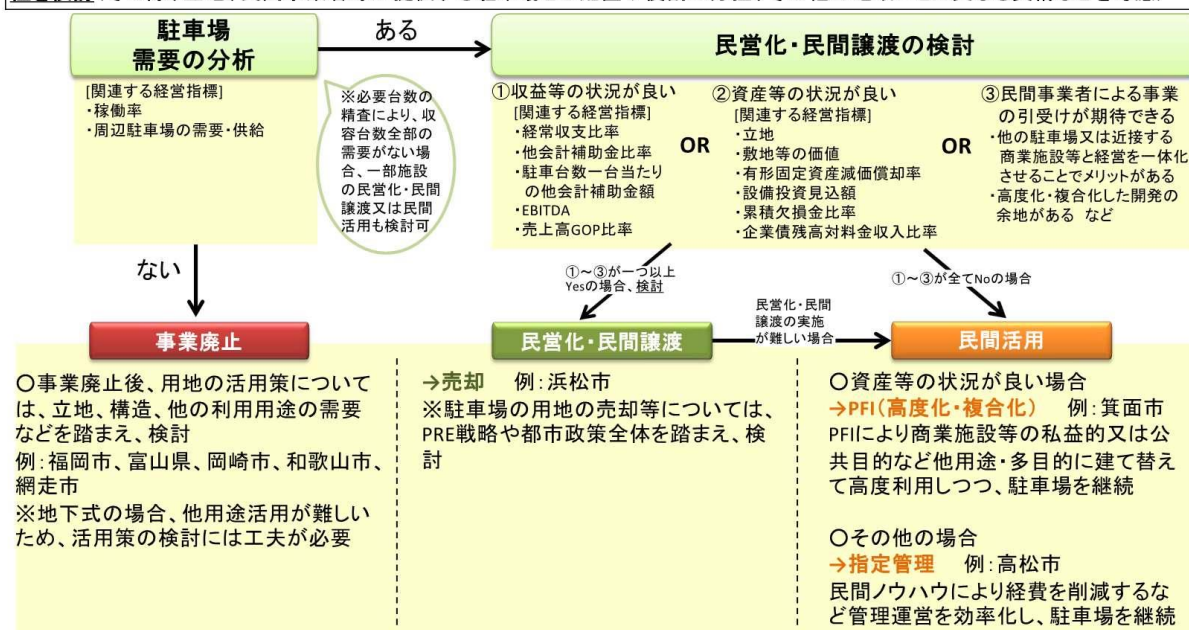 駐車場
需要の分析
ある
民営化・民間譲渡の検討
[関連する経営指標]
・稼働率
・周辺駐車場の需要・供給
※必要台数の
精査により、収
容台数全部の
需要がない場
合、一部施設
の民営化・民間
譲渡又は民間
活用も検討可
①収益等の状況が良い
[関連する経営指標]
・経常収支比率
・他会計補助金比率
・駐車台数一台当たり
の他会計補助金額
・EBITDA
・売上高GOP比率
OR
②資産等の状況が良い
[関連する経営指標]
・立地
・敷地等の価値
・有形固定資産減価償却率
・設備投資見込額
・累積欠損金比率
・企業債残高対料金収入比率
OR
③民間事業者による事業
の引受けが期待できる
・他の駐車場又は近接する
商業施設等と経営を一体化
させることでメリットがある
・高度化・複合化した開発の
余地がある など
ない
①～③が一つ以上
Yesの場合、検討
①～③が全てNoの場合
事業廃止
民営化・民間譲渡
民営化・民間
譲渡の実施
が難しい場合
民間活用
〇事業廃止後、用地の活用策について
は、立地、構造、他の利用用途の需要
などを踏まえ、検討
例：福岡市、富山県、岡崎市、和歌山市、
網走市
※地下式の場合、他用途活用が難しい
ため、活用策の検討には工夫が必要
→売却 例：浜松市
※駐車場の用地の売却等については、
PRE戦略や都市政策全体を踏まえ、検
討
〇資産等の状況が良い場合
→PFI（高度化・複合化） 例：箕面市
PFIにより商業施設等の私益的又は公
共目的など他用途・多目的に建て替え
て高度利用しつつ、駐車場を継続
〇その他の場合
→指定管理 例：高松市
民間ノウハウにより経費を削減するな
ど管理運営を効率化し、駐車場を継続